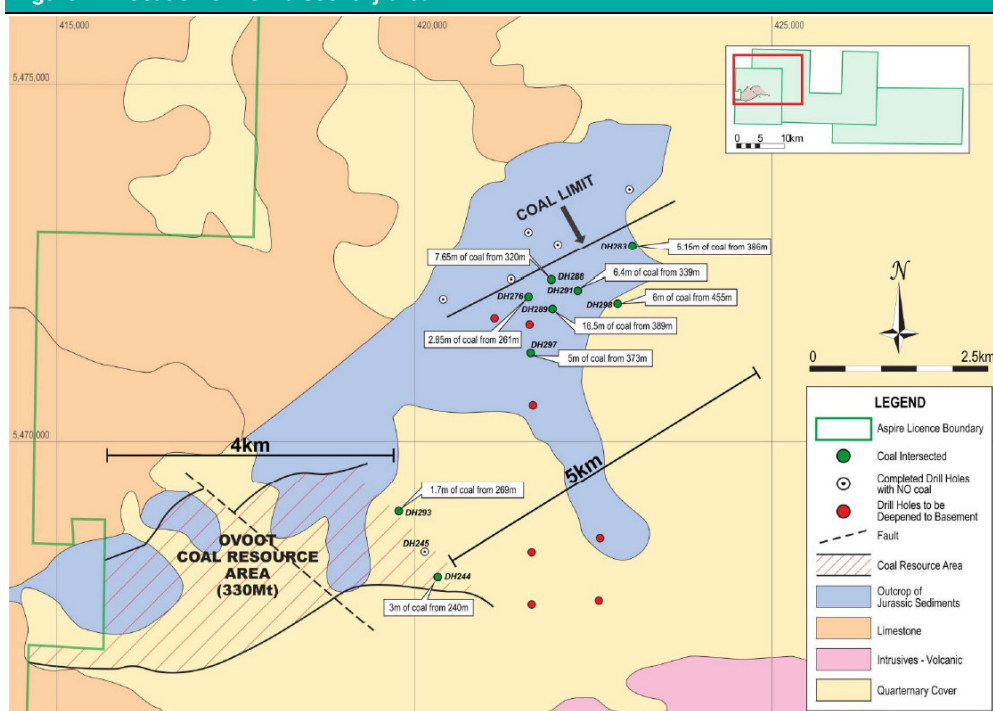 415,000
420,000
425,000
5,475,000
0 5 10km
COAL LIMIT
DH283
5.15m of coal from 386m
7.65m of coal from 320m
DH288
6.4m of coal from 339m
DH291
DH276
DH298
6m of coal from 455m
DH289
16.5m of coal from 389m
2.85m of coal from 261m
DH297
5m of coal from 373m
N
0 2.5km
5,470,000
4km
5km
1.7m of coal from 269m
DH293
OVOOT
COAL RESOURCE
AREA
(330Mt)
DH245
DH244
3m of coal from 240m
LEGEND
Aspire Licence Boundary
Coal Intersected
Completed Drill Holes
with NO coal
Drill Holes to be
Deepened to Basement
Fault
Coal Resource Area
Outcrop of
Jurassic Sediments
Limestone
Intrusives - Volcanic
Quaternary Cover